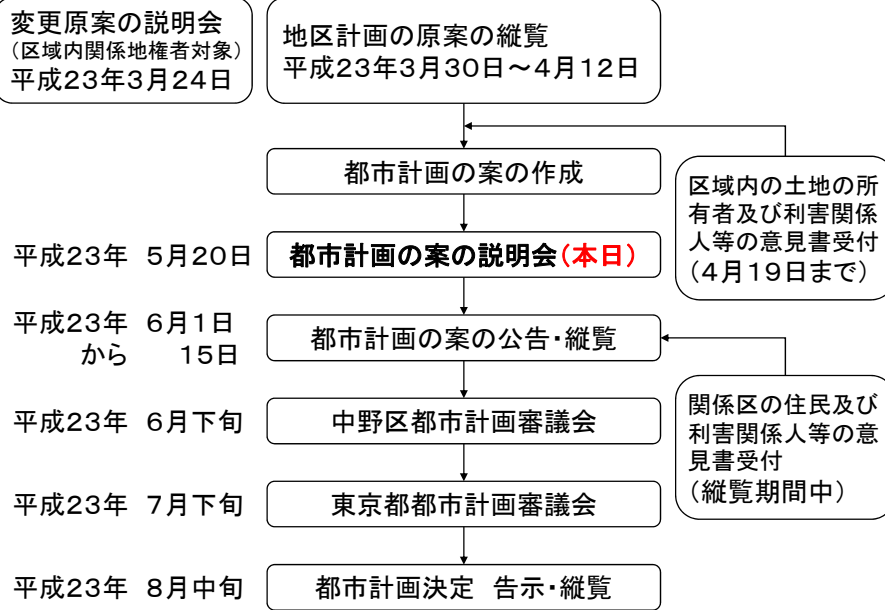 変更原案の説明会
(区域内関係地権者対象)
平成23年3月24日
地区計画の原案の縦覧
平成23年3月30日～4月12日
都市計画の案の作成
区域内の土地の所
有者及び利害関係
人等の意見書受付
(4月19日まで)
平成23年 5月20日
都市計画の案の説明会(本日)
平成23年 6月1日
から 15日
都市計画の案の公告・縦覧
関係区の住民及び
利害関係人等の意
見書受付
(縦覧期間中)
平成23年 6月下旬
中野区都市計画審議会
平成23年 7月下旬
東京都都市計画審議会
平成23年 8月中旬
都市計画決定 告示・縦覧